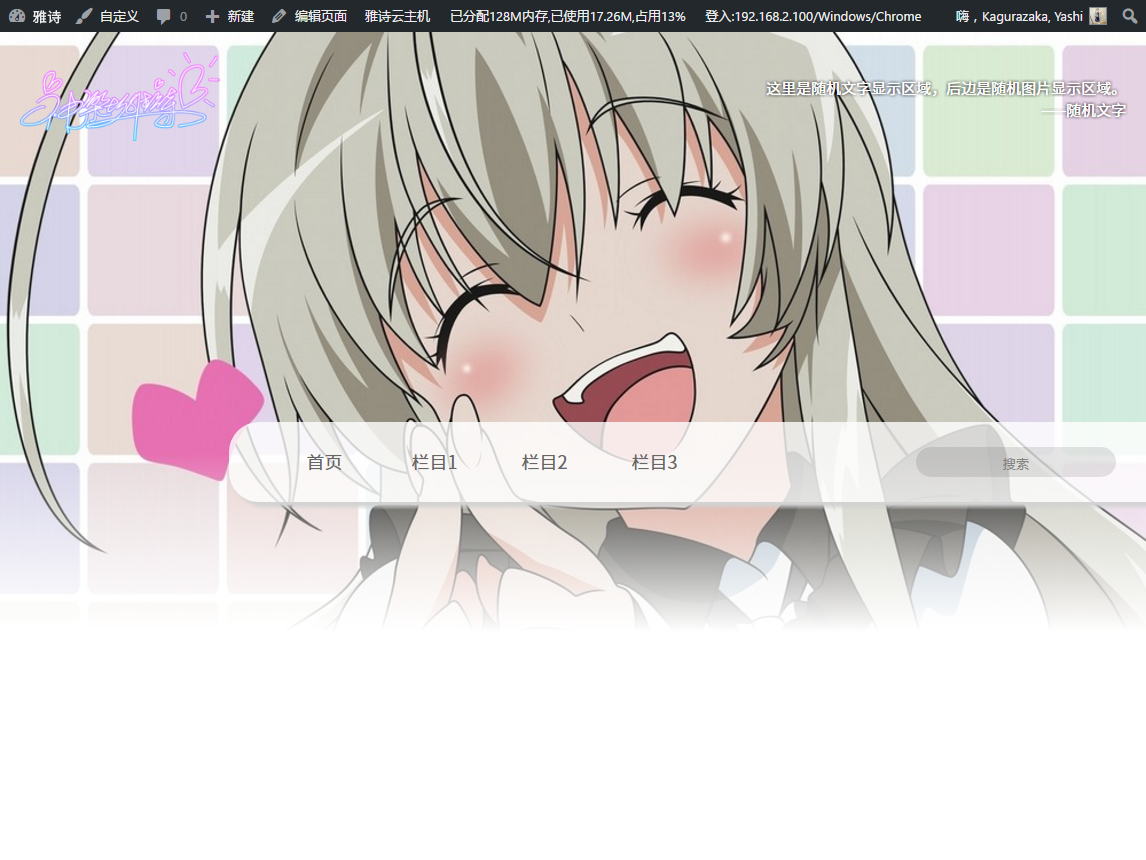 雅诗 自定义 0 新建 编辑页面 雅诗云主机 已分配128M内存,已使用17.26M,占用13% 登入:192.168.2.100/Windows/Chrome 嗨，Kagurazaka, Yashi
这里是随机文字显示区域，后边是随机图片显示区域。
——随机文字
首页 栏目1 栏目2 栏目3 搜索